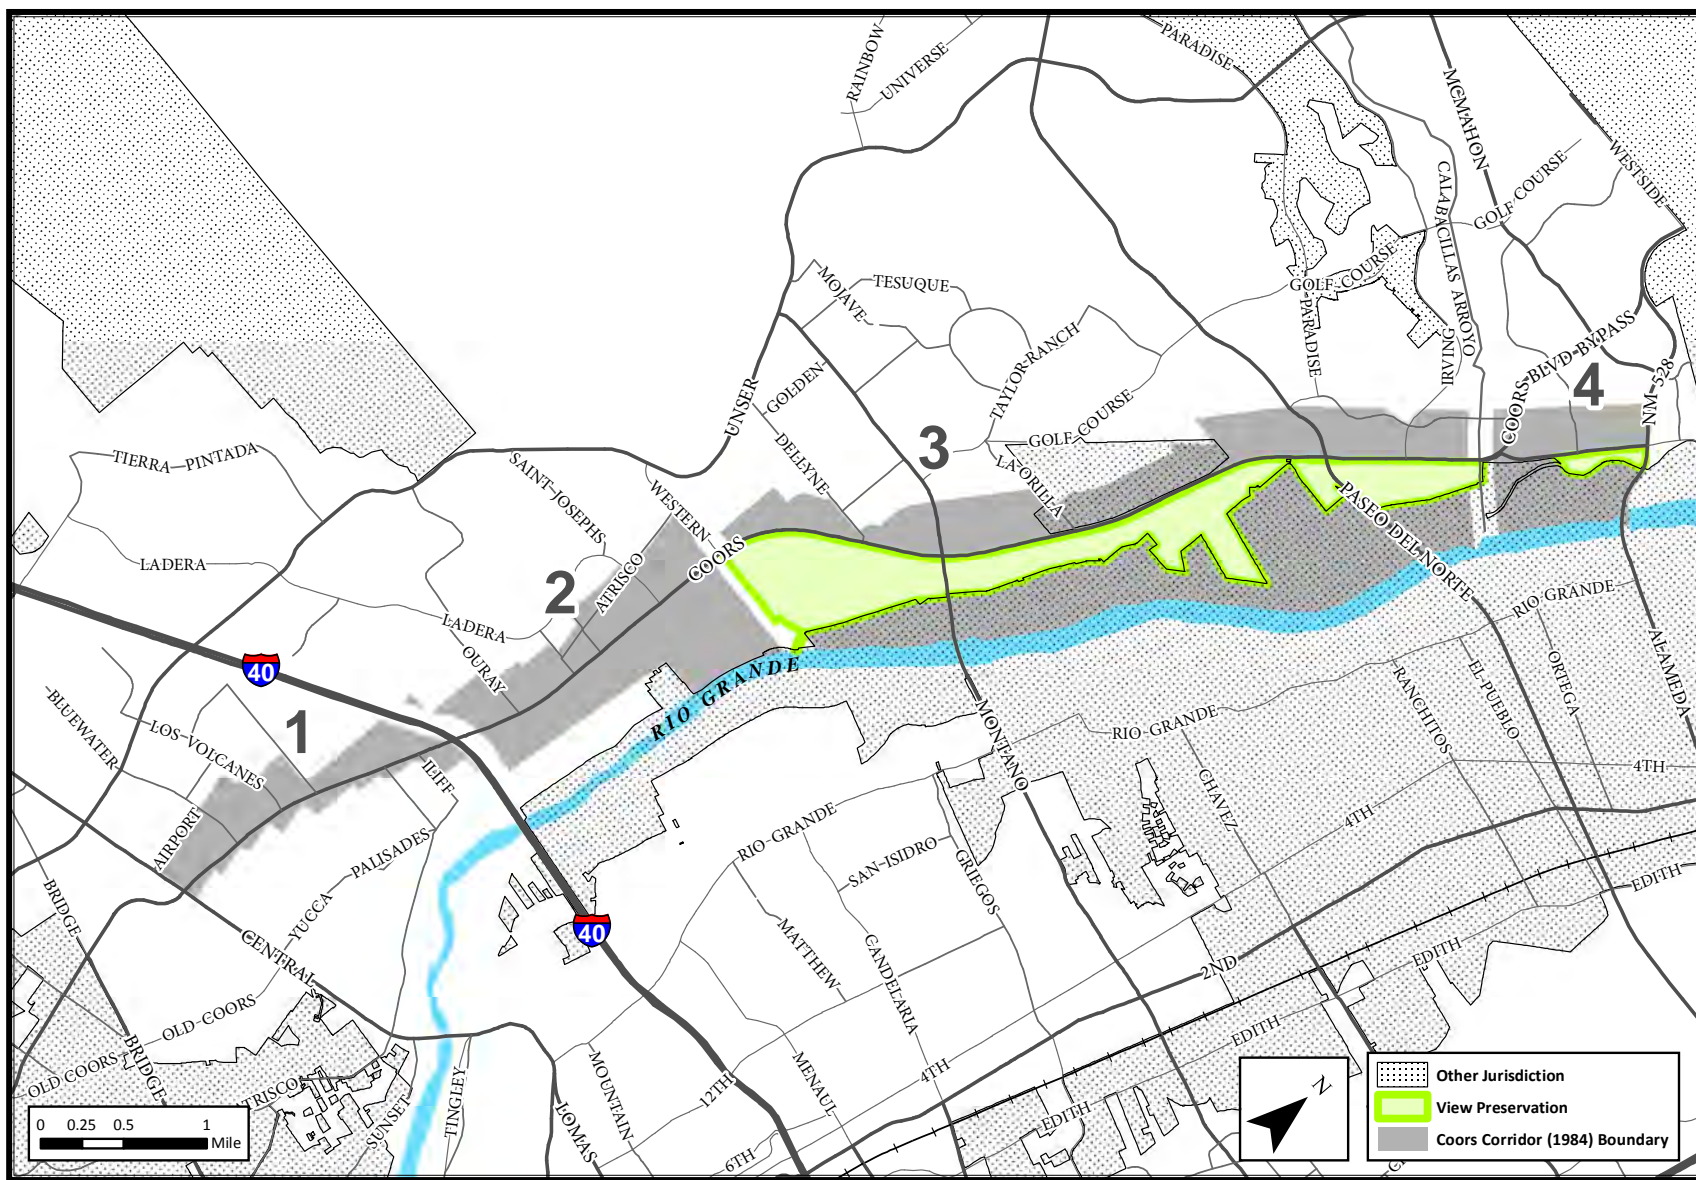 RAINBOW
UNIVERSE
PARADISE
MCMAHON
WESTSIDE
CALABACILLAS ARROYO
GOLF COURSE
GOLF COURSE
PARADISE
IRVING
COORS BLVD BYPASS
NM-528
4
MOJAVE
TESUQUE
TAYLOR RANCH
GOLDEN
UNSER
DELLYNE
3
GOLF COURSE
LA ORILLA
TIERRA PINTADA
SAINT JOSEPHS
WESTERN
COORS
PASEO DEL NORTE
LADERA
2
ATRISCO
LADERA
OURAY
RIO GRANDE
40
BLUEWATER
LOS VOLCANES
1
ILIFF
RIO GRANDE
RIO GRANDE
RANCHITOS
EL PUEBLO
ORTEGA
ALAMEDA
MONTANO
CHAVEZ
4TH
4TH
AIRPORT
PALISADES
YUCCA
RIO GRANDE
SAN ISIDRO
GRIEGOS
EDITH
BRIDGE
CENTRAL
40
MATTHEW
CANDELARIA
2ND
EDITH
OLD COORS
EDITH
OLD COORS
BRIDGE
TRISCO
SUNSET
TINGLEY
LOMAS
MOUNTAIN
12TH
MENAUL
4TH
6TH
EDITH
N
0 0.25 0.5 1
Mile
Other Jurisdiction
View Preservation
Coors Corridor (1984) Boundary